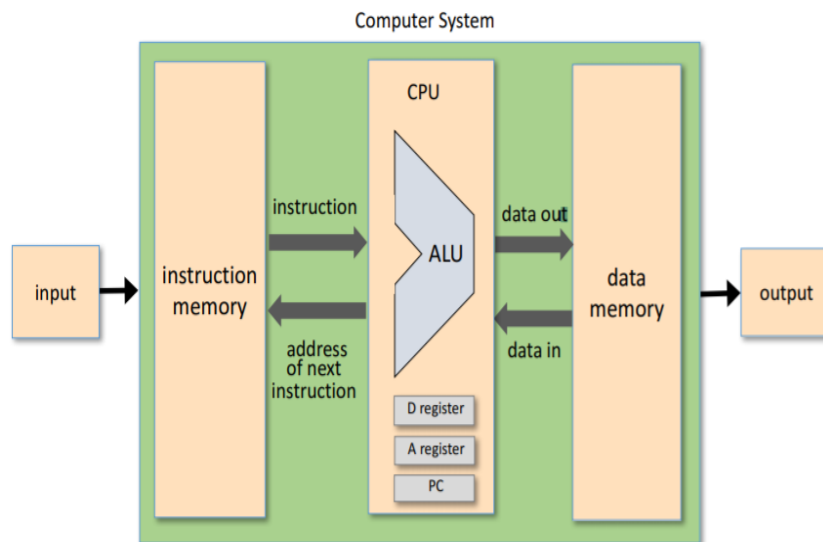 Computer System
input
instruction
memory
instruction
address
of next
instruction
CPU
ALU
D register
A register
PC
data out
data in
data
memory
output